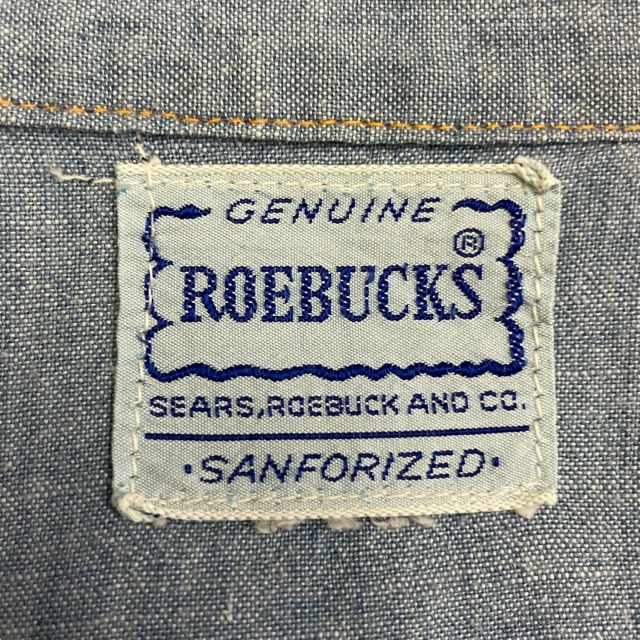 GENUINE
ROEBUCKS®
SEARS, ROEBUCK AND CO.
·SANFORIZED·